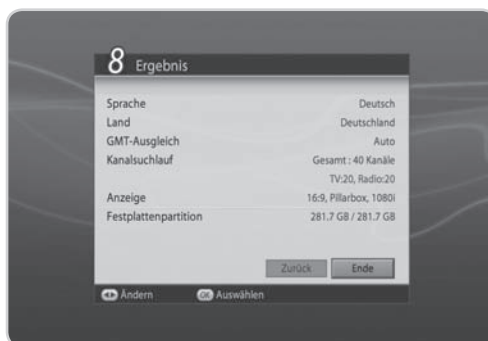 8 Ergebnis
Sprache Deutsch
Land Deutschland
GMT-Ausgleich Auto
Kanalsuchlauf Gesamt : 40 Kanäle
TV:20, Radio:20
Anzeige 16:9, Pillarbox, 1080i
Festplattenpartition 281.7 GB / 281.7 GB
Zurück Ende
Ändern OK Auswählen